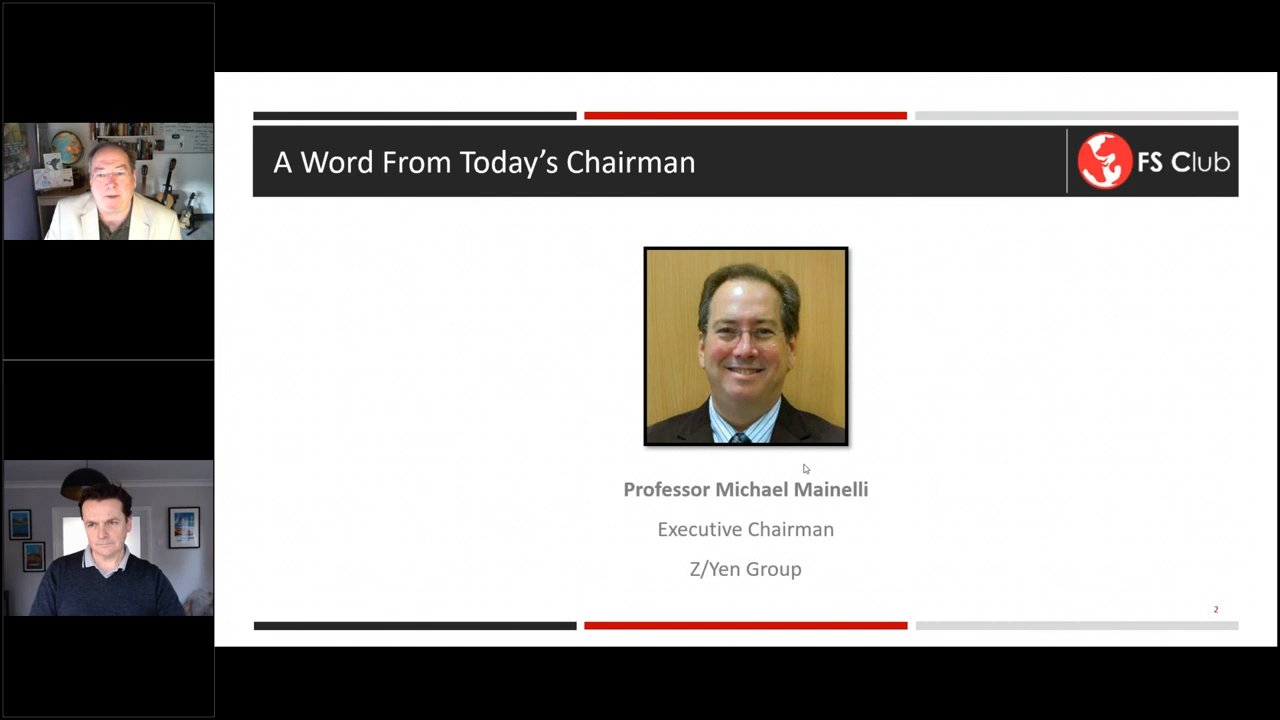 A Word From Today's Chairman
FS Club
Professor Michael Mainelli
Executive Chairman
Z/Yen Group
2